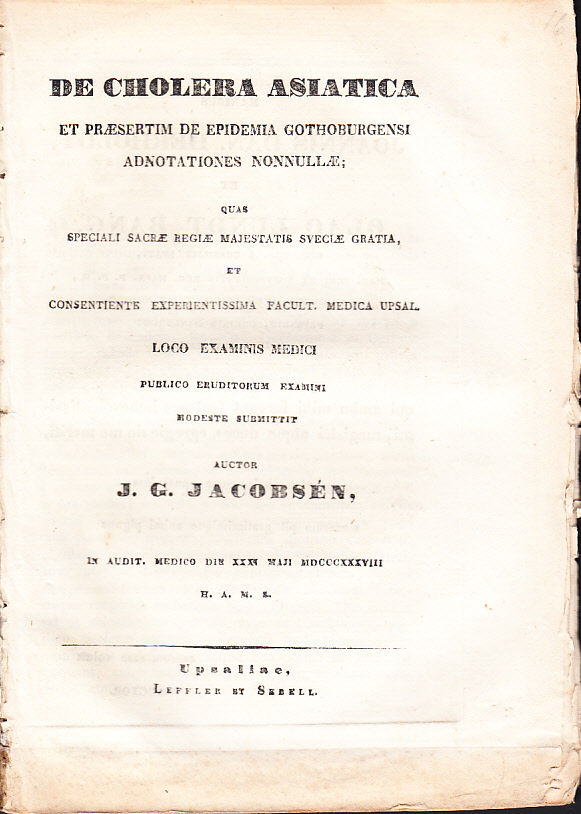 DE CHOLERA ASIATICA
ET PRÆSERTIM DE EPIDEMIA GOTHOBURGENSI
ADNOTATIONES NONNULLÆ;
QUAS
SPECIALI SACRÆ REGIÆ MAJESTATIS SVECIÆ GRATIA,
ET
CONSENTIENTE EXPERIENTISSIMA FACULT. MEDICA UPSAL.
LOCO EXAMINIS MEDICI
PUBLICO ERUDITORUM EXAMINI
MODESTE SUBMITTIT
AUCTOR
J. G. JACOBSÉN,
IN AUDIT. MEDICO DIE MAJI MDCCCXXXVIII
H. A. M. S.
Upsaliae,
LEFFLER ET SEBELL.